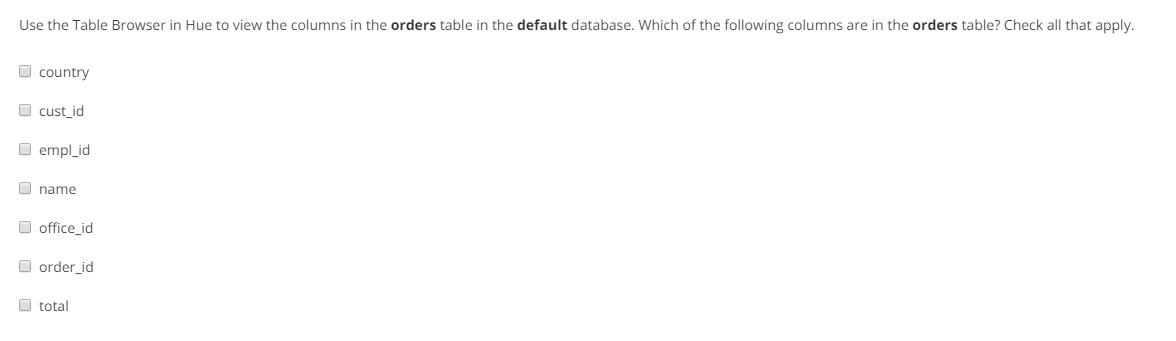 Use the Table Browser in Hue to view the columns in the orders table in the default database. Which of the following columns are in the orders table? Check all that apply.
country
cust_id
empl_id
name
office_id
order_id
total